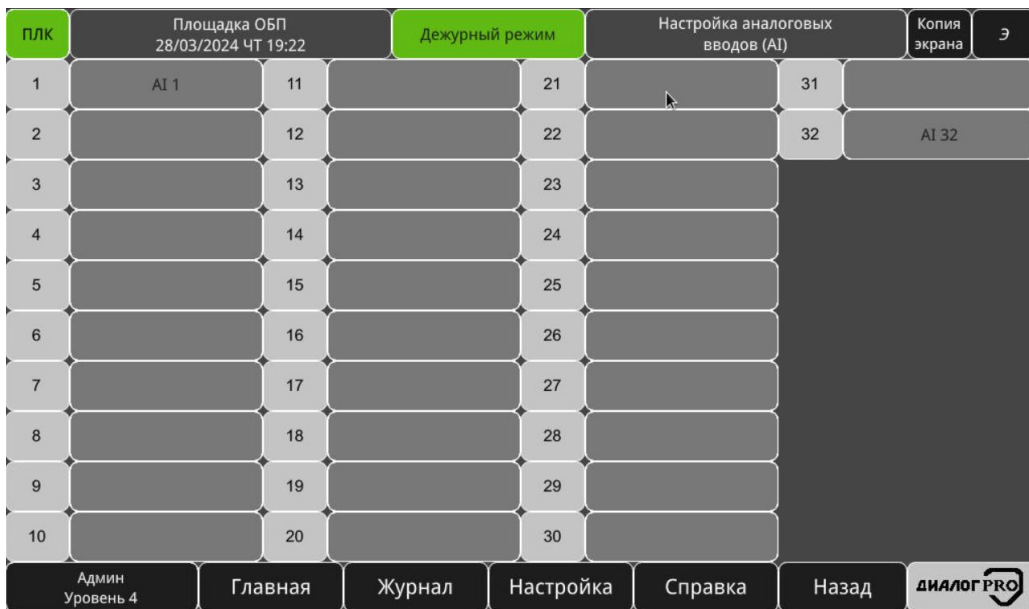 ПЛК
Площадка ОБП
28/03/2024 ЧТ 19:22
Дежурный режим
Настройка аналоговых
вводов (AI)
Копия
экрана
Э
1 AI 1 11 21 31
2 12 22 32 AI 32
3 13 23
4 14 24
5 15 25
6 16 26
7 17 27
8 18 28
9 19 29
10 20 30
Админ
Уровень 4
Главная
Журнал
Настройка
Справка
Назад
ДИАЛОГ PRO